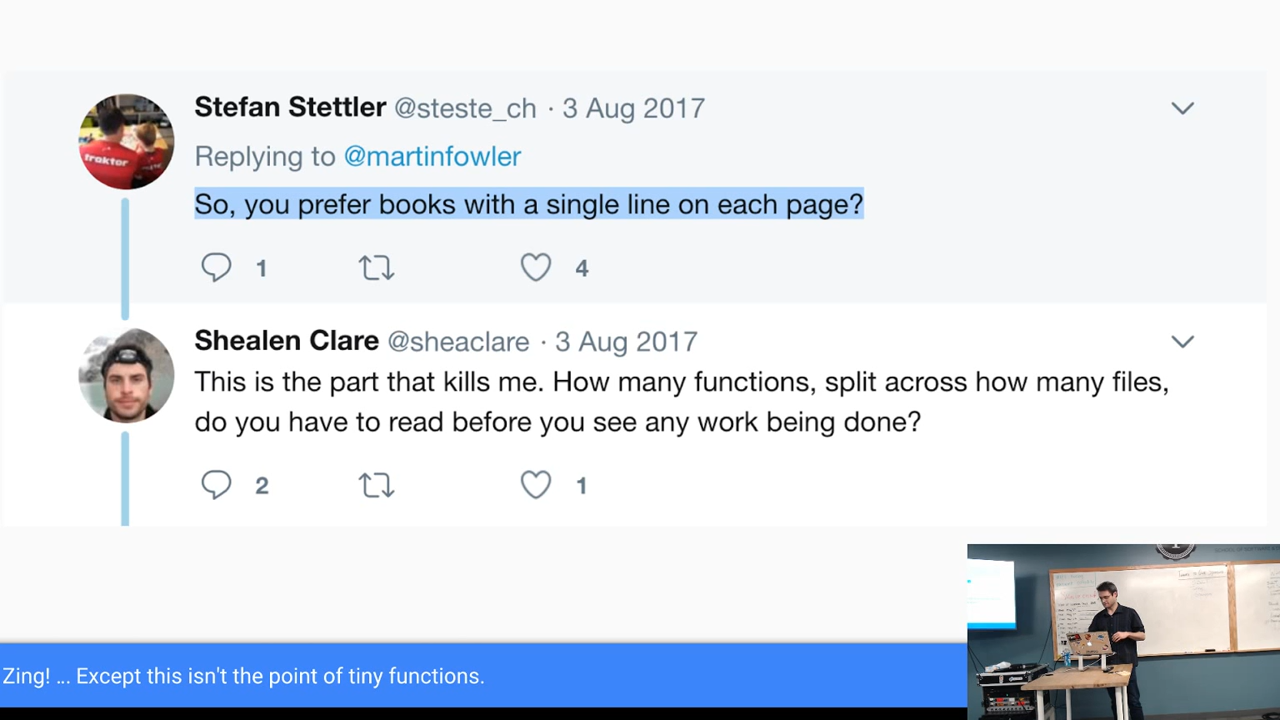 Stefan Stettler @steste_ch · 3 Aug 2017
Replying to @martinfowler
So, you prefer books with a single line on each page?
1 4
Shealen Clare @sheaclare · 3 Aug 2017
This is the part that kills me. How many functions, split across how many files,
do you have to read before you see any work being done?
2 1
Zing! ... Except this isn't the point of tiny functions.